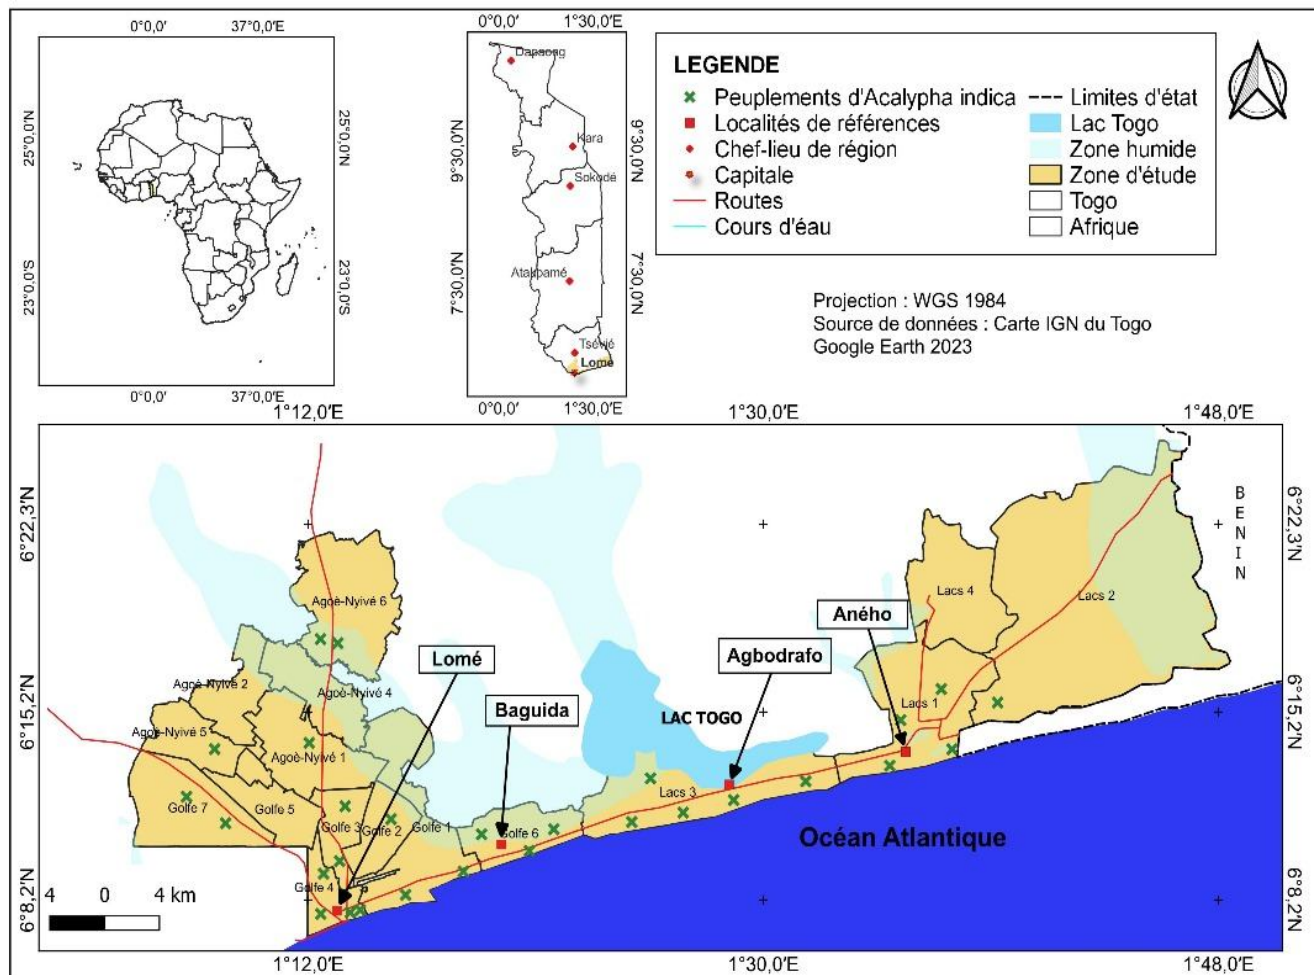 0°0,0'
37°0,0'E
25°0,0'N
25°0,0'N
23°0,0'S
23°0,0'S
0°0,0'
37°0,0'E
0°0,0'
1°30,0'E
Dapaong
Kara
Sokodé
Atakpamé
Tsévié
Lomé
9°30,0'N
9°30,0'N
7°30,0'N
7°30,0'N
0°0,0'
1°30,0'E
LEGENDE
Peuplements d'Acalypha indica
Localités de références
Chef-lieu de région
Capitale
Routes
Cours d'éau
Limites d'état
Lac Togo
Zone humide
Zone d'étude
Togo
Afrique
Projection : WGS 1984
Source de données : Carte IGN du Togo
Google Earth 2023
1°12,0'E
1°30,0'E
1°48,0'E
6°22,3'N
6°22,3'N
BENIN
Agoè-Nyivé 6
Lacs 4
Lacs 2
Aného
Lomé
Agbodrafo
Agoè-Nyivé 2
Agoè-Nyivé 4
Baguida
Lacs 1
6°15,2'N
6°15,2'N
LAC TOGO
Agoè-Nyivé 5
Agoè-Nyivé 1
Lacs 3
Golfe 7
Golfe 5
Golfe 3
Golfe 2
Golfe 1
Golfe 6
Océan Atlantique
Golfe 4
6°8,2'N
6°8,2'N
4 0 4 km
1°12,0'E
1°30,0'E
1°48,0'E